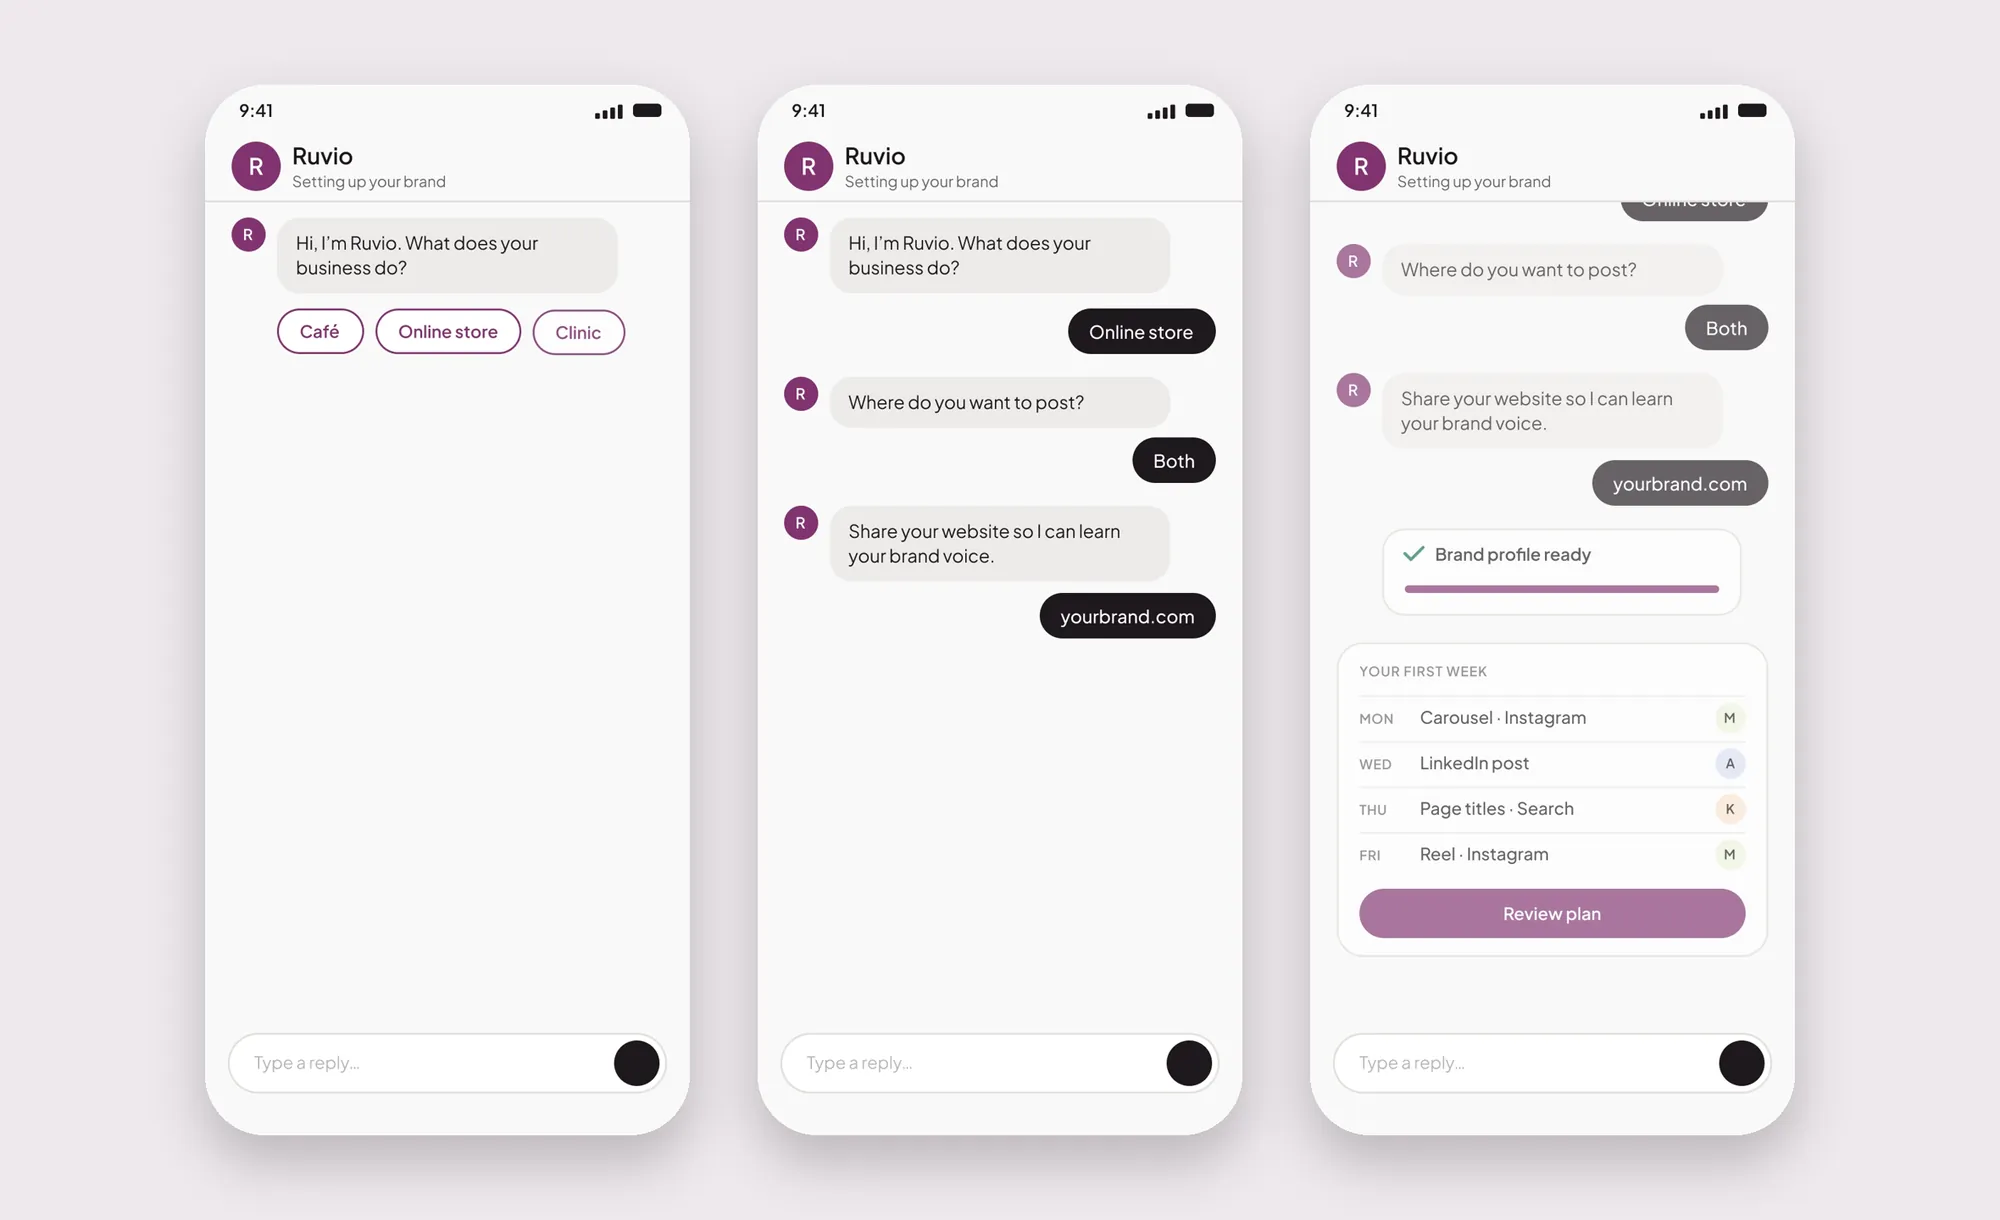 9:41
R
Ruvio
Setting up your brand
R
Hi, I’m Ruvio. What does your
business do?
Café
Online store
Clinic
Type a reply...
9:41
R
Ruvio
Setting up your brand
R
Hi, I’m Ruvio. What does your
business do?
Online store
R
Where do you want to post?
Both
R
Share your website so I can learn
your brand voice.
yourbrand.com
Type a reply...
9:41
R
Ruvio
Setting up your brand
Online store
R
Where do you want to post?
Both
R
Share your website so I can learn
your brand voice.
yourbrand.com
Brand profile ready
YOUR FIRST WEEK
MON Carousel · Instagram M
WED LinkedIn post A
THU Page titles · Search K
FRI Reel · Instagram M
Review plan
Type a reply...